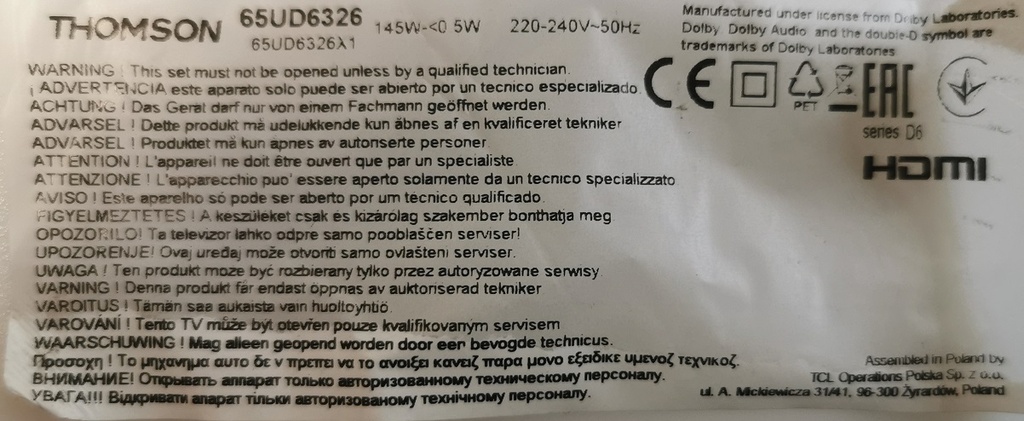 THOMSON 65UD6326 145W-<0 5W 220-240V~50Hz
65UD6326X1
Manufactured under license from Dolby Laboratories.
Dolby Dolby Audio and the double-D symbol are
trademarks of Dolby Laboratories
WARNING ! This set must not be opened unless by a qualified technician.
¡ ADVERTENCIA este aparato solo puede ser abierto por un tecnico especializado
ACHTUNG ! Das Gerat darf nur von einem Fachmann geöffnet werden.
ADVARSEL ! Dette produkt må udelukkende kun åbnes af en kvalificeret tekniker
ADVARSEL ! Produktet må kun apnes av autoriserte personer
ATTENTION ! L'appareil ne doit être ouvert que par un specialiste
ATTENZIONE ! L'apparecchio puo' essere aperto solamente da un tecnico specializzato
AVISO ! Este aparelho só pode ser aberto por um tecnico qualificado.
FIGYELMEZTETES ! A készüleket csak és kizárólag szakember bonthatja meg
OPOZORILO! Ta televizor lahko odpre samo pooblaščen serviser!
UPOZORENJE! Ovaj uređaj može otvoriti samo ovlašteni serviser.
UWAGA ! Ten produkt moze być rozbierany tylko przez autoryzowane serwisy
VARNING ! Denna produkt får endast öppnas av auktoriserad tekniker
VAROITUS ! Tämän saa aukaista vain huoltoyhtiö.
VAROVÁNÍ ! Tento TV může být otevřen pouze kvalifikovaným servisem
WAARSCHUWING ! Mag alleen geopend worden door een bevogde technicus.
Προσοχη ! Το μηχανημα αυτο δε ν πρεπει να το ανοιξει κανεις παρα μονο εξειδικε υμενος τεχνικος.
ВНИМАНИЕ! Открывать аппарат только авторизованному техническому персоналу.
УВАГА!!! Відкривати апарат тільки авторизованому технічному персоналу.
CE PET EAC
series D6
HDMI
Assembled in Poland by
TCL Operations Polska Sp. z o.o.
ul. A. Mickiewicza 31/41, 96-300 Żyrardów, Poland